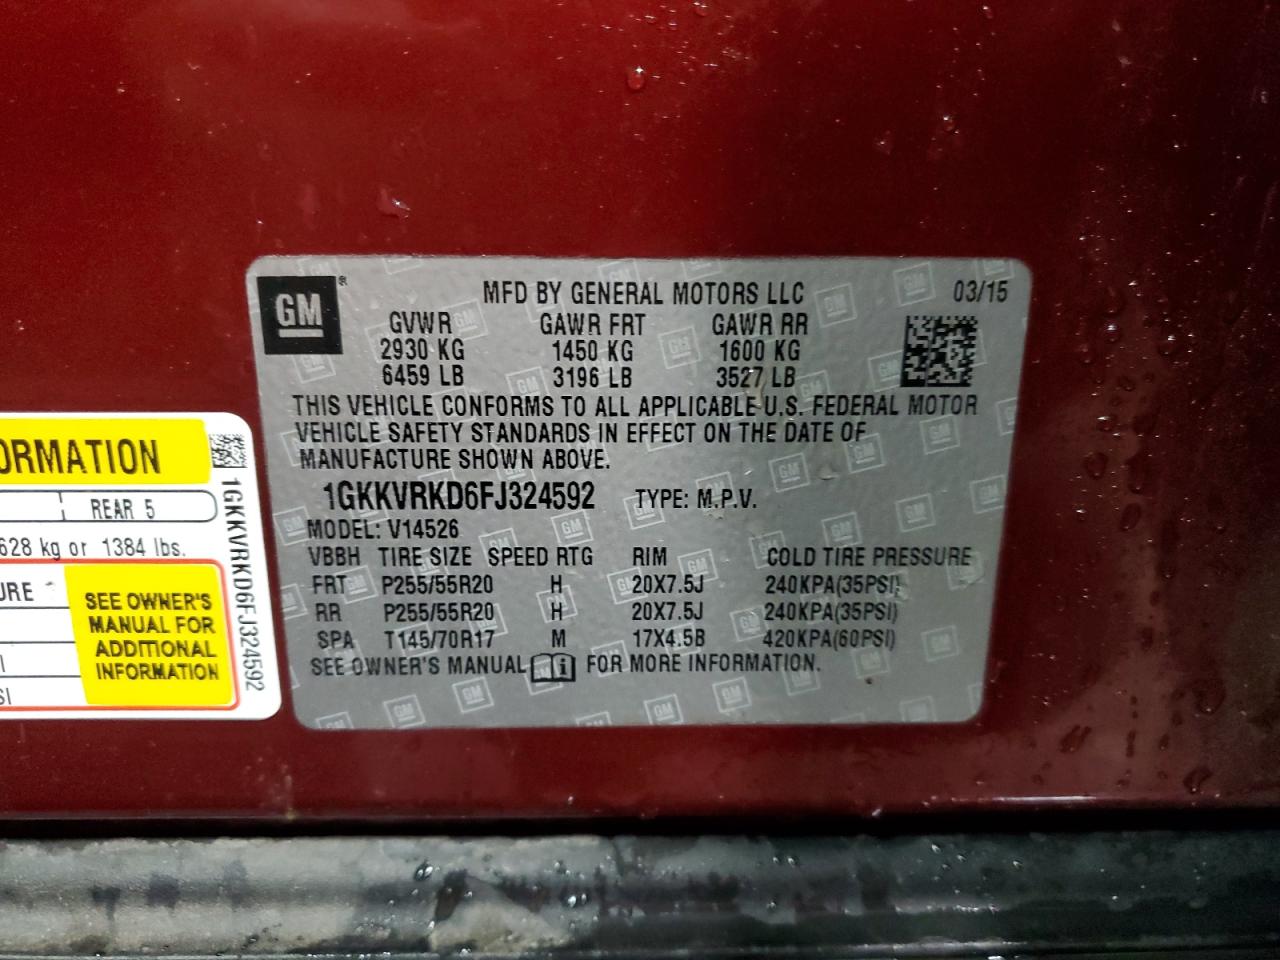 GM ®
MFD BY GENERAL MOTORS LLC 03/15
GVWR GAWR FRT GAWR RR
2930 KG 1450 KG 1600 KG
6459 LB 3196 LB 3527 LB
THIS VEHICLE CONFORMS TO ALL APPLICABLE U.S. FEDERAL MOTOR
VEHICLE SAFETY STANDARDS IN EFFECT ON THE DATE OF
MANUFACTURE SHOWN ABOVE.
1GKKVRKD6FJ324592 TYPE: M.P.V.
MODEL: V14526
VBBH TIRE SIZE SPEED RTG RIM COLD TIRE PRESSURE
FRT P255/55R20 H 20X7.5J 240KPA(35PSI)
RR P255/55R20 H 20X7.5J 240KPA(35PSI)
SPA T145/70R17 M 17X4.5B 420KPA(60PSI)
SEE OWNER'S MANUAL i FOR MORE INFORMATION.
ORMATION
REAR 5
628 kg or 1384 lbs.
URE
SEE OWNER'S
MANUAL FOR
ADDITIONAL
INFORMATION
I
SI
1GKKVRKD6FJ324592